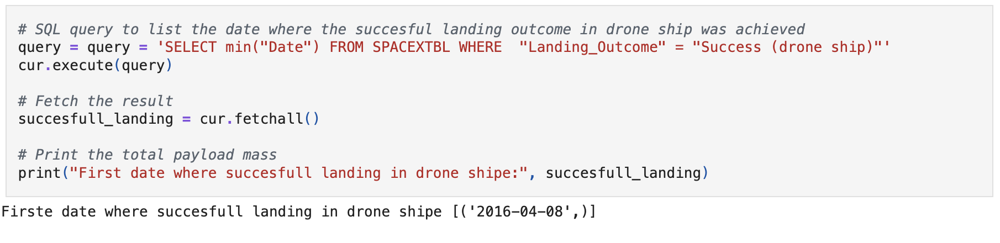 # SQL query to list the date where the succesful landing outcome in drone ship was achieved
query = query = 'SELECT min("Date") FROM SPACEXTBL WHERE  "Landing_Outcome" = "Success (drone ship)"'
cur.execute(query)
# Fetch the result
succesfull_landing = cur.fetchall()
# Print the total payload mass
print("First date where succesfull landing in drone shipe:", succesfull_landing)
Firste date where succesfull landing in drone shipe [('2016-04-08',)]